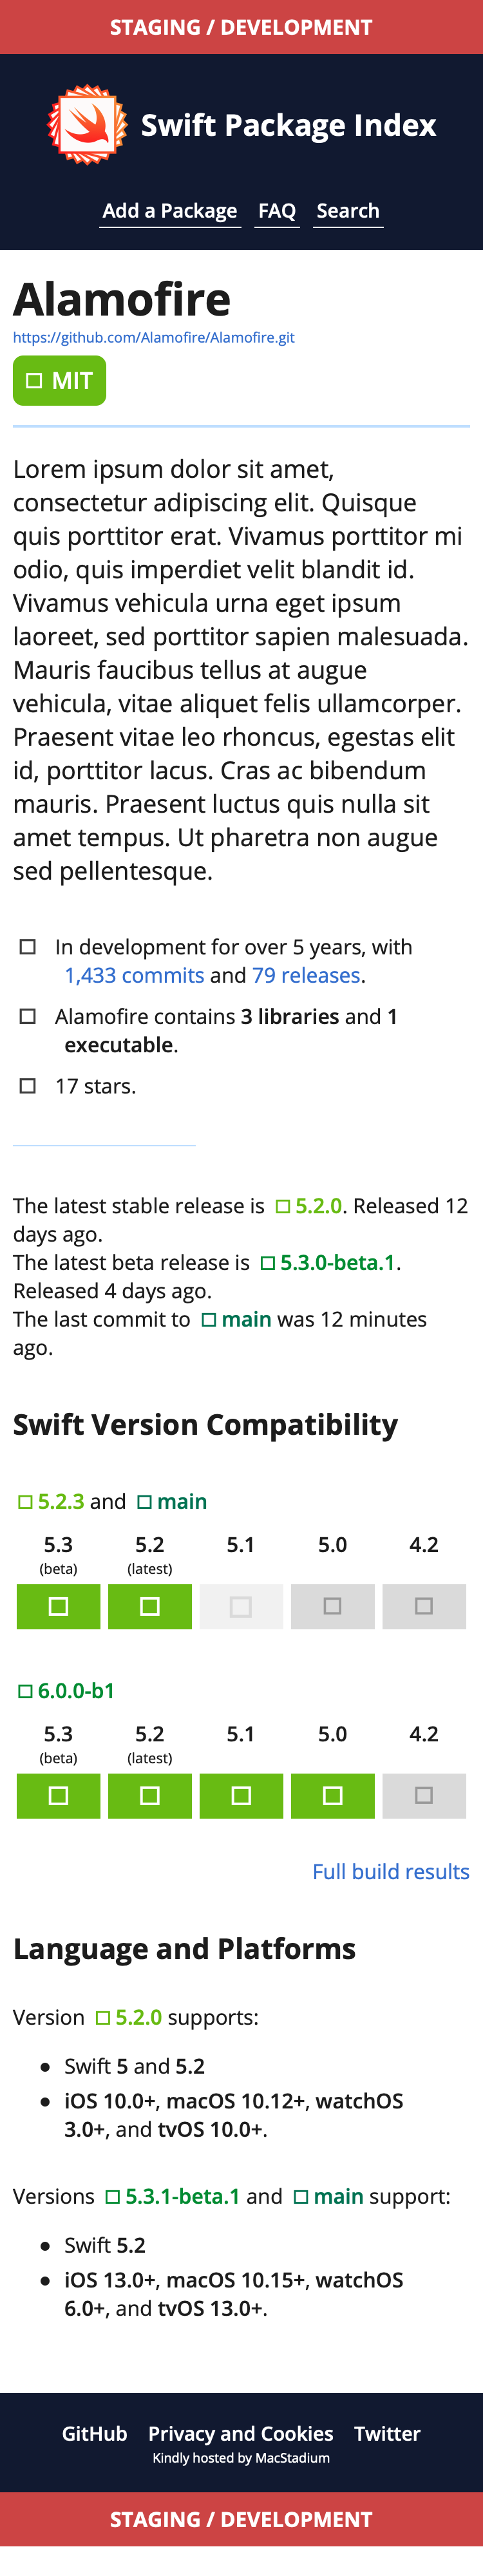 STAGING / DEVELOPMENT
Swift Package Index
Add a Package FAQ Search
Alamofire
https://github.com/Alamofire/Alamofire.git
MIT
Lorem ipsum dolor sit amet,
consectetur adipiscing elit. Quisque
quis porttitor erat. Vivamus porttitor mi
odio, quis imperdiet velit blandit id.
Vivamus vehicula urna eget ipsum
laoreet, sed porttitor sapien malesuada.
Mauris faucibus tellus at augue
vehicula, vitae aliquet felis ullamcorper.
Praesent vitae leo rhoncus, egestas elit
id, porttitor lacus. Cras ac bibendum
mauris. Praesent luctus quis nulla sit
amet tempus. Ut pharetra non augue
sed pellentesque.
In development for over 5 years, with
1,433 commits and 79 releases.
Alamofire contains 3 libraries and 1
executable.
17 stars.
The latest stable release is 5.2.0. Released 12
days ago.
The latest beta release is 5.3.0-beta.1.
Released 4 days ago.
The last commit to main was 12 minutes
ago.
Swift Version Compatibility
5.2.3 and main
5.3 5.2 5.1 5.0 4.2
(beta) (latest)
6.0.0-b1
5.3 5.2 5.1 5.0 4.2
(beta) (latest)
Full build results
Language and Platforms
Version 5.2.0 supports:
Swift 5 and 5.2
iOS 10.0+, macOS 10.12+, watchOS
3.0+, and tvOS 10.0+.
Versions 5.3.1-beta.1 and main support:
Swift 5.2
iOS 13.0+, macOS 10.15+, watchOS
6.0+, and tvOS 13.0+.
GitHub Privacy and Cookies Twitter
Kindly hosted by MacStadium
STAGING / DEVELOPMENT